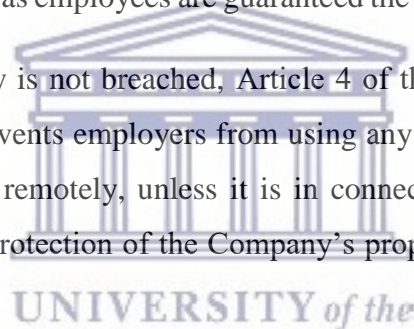 as employees are guaranteed the
y is not breached, Article 4 of th
vents employers from using any
remotely, unless it is in connec
rotection of the Company's prop
UNIVERSITY of the